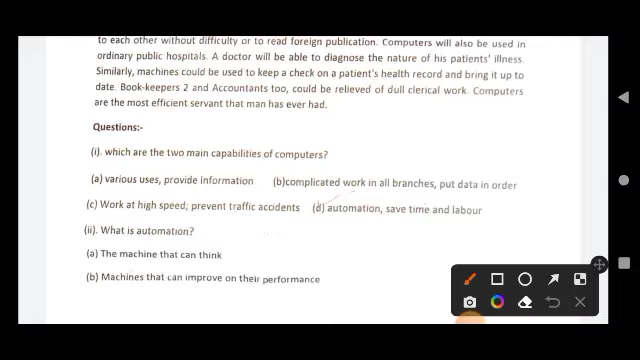 to each other without difficulty or to read foreign publication. Computers will also be used in
ordinary public hospitals. A doctor will be able to diagnose the nature of his patients' illness.
Similarly, machines could be used to keep a check on a patient's health record and bring it up to
date. Book-keepers 2 and Accountants too, could be relieved of dull clerical work. Computers
are the most efficient servant that man has ever had.
Questions:-
(i). which are the two main capabilities of computers?
(a) various uses, provide information (b)complicated work in all branches, put data in order
(c) Work at high speed; prevent traffic accidents (d) automation, save time and labour
(ii). What is automation?
(a) The machine that can think
(b) Machines that can improve on their performance